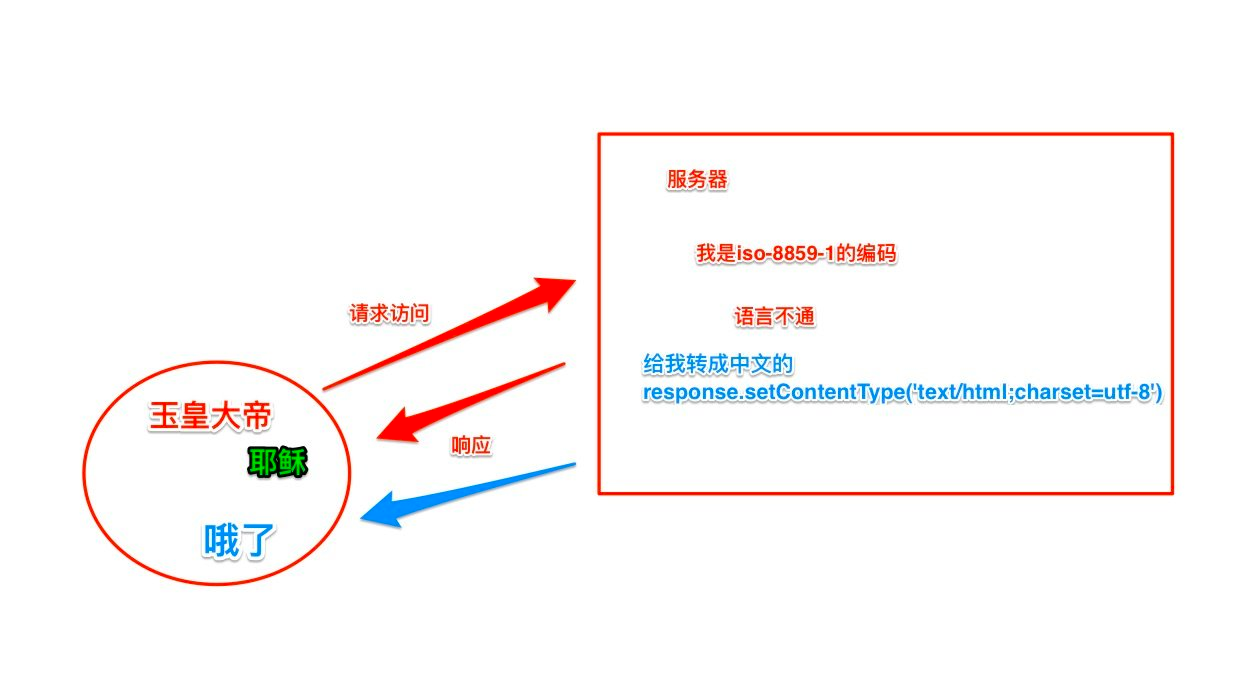 服务器
我是iso-8859-1的编码
请求访问
语言不通
给我转成中文的
response.setContentType('text/html;charset=utf-8')
玉皇大帝
响应
耶稣
哦了